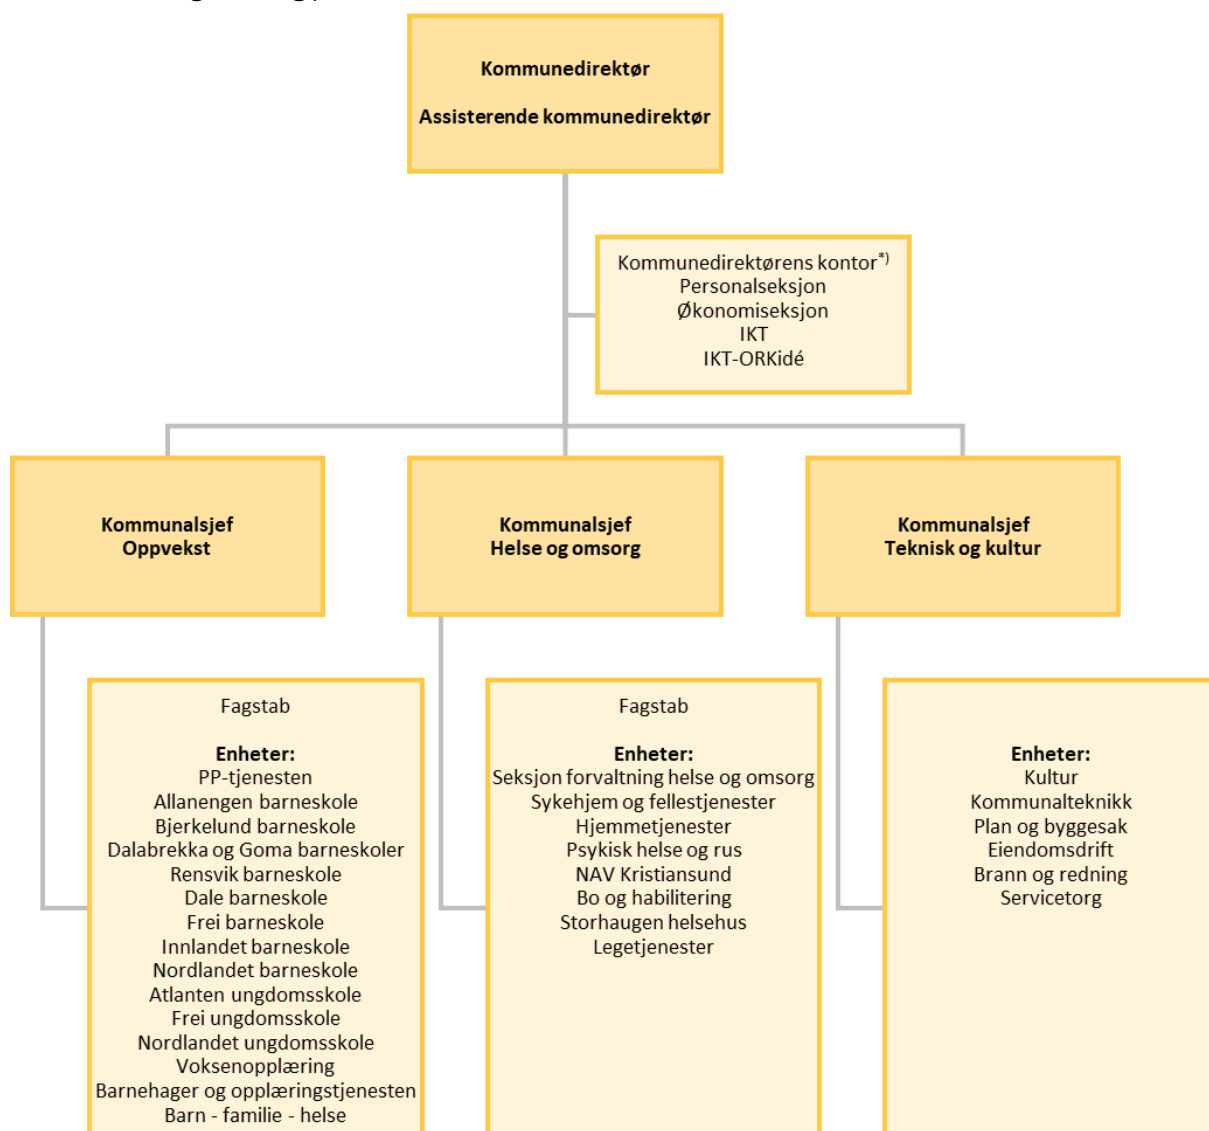 Kommunedirektør
Assisterende kommunedirektør
Kommunedirektørens kontor*)
Personalseksjon
Økonomiseksjon
IKT
IKT-ORKidé
Kommunalsjef
Oppvekst
Kommunalsjef
Helse og omsorg
Kommunalsjef
Teknisk og kultur
Fagstab
Enheter:
PP-tjenesten
Allanengen barneskole
Bjerkelund barneskole
Dalabrekka og Goma barneskoler
Rensvik barneskole
Dale barneskole
Frei barneskole
Innlandet barneskole
Nordlandet barneskole
Atlanten ungdomsskole
Frei ungdomsskole
Nordlandet ungdomsskole
Voksenopplæring
Barnehager og opplæringstjenesten
Barn - familie - helse
Fagstab
Enheter:
Seksjon forvaltning helse og omsorg
Sykehjem og fellestjenester
Hjemmetjenester
Psykisk helse og rus
NAV Kristiansund
Bo og habilitering
Storhaugen helsehus
Legetjenester
Enheter:
Kultur
Kommunalteknikk
Plan og byggesak
Eiendomsdrift
Brann og redning
Servicetorg